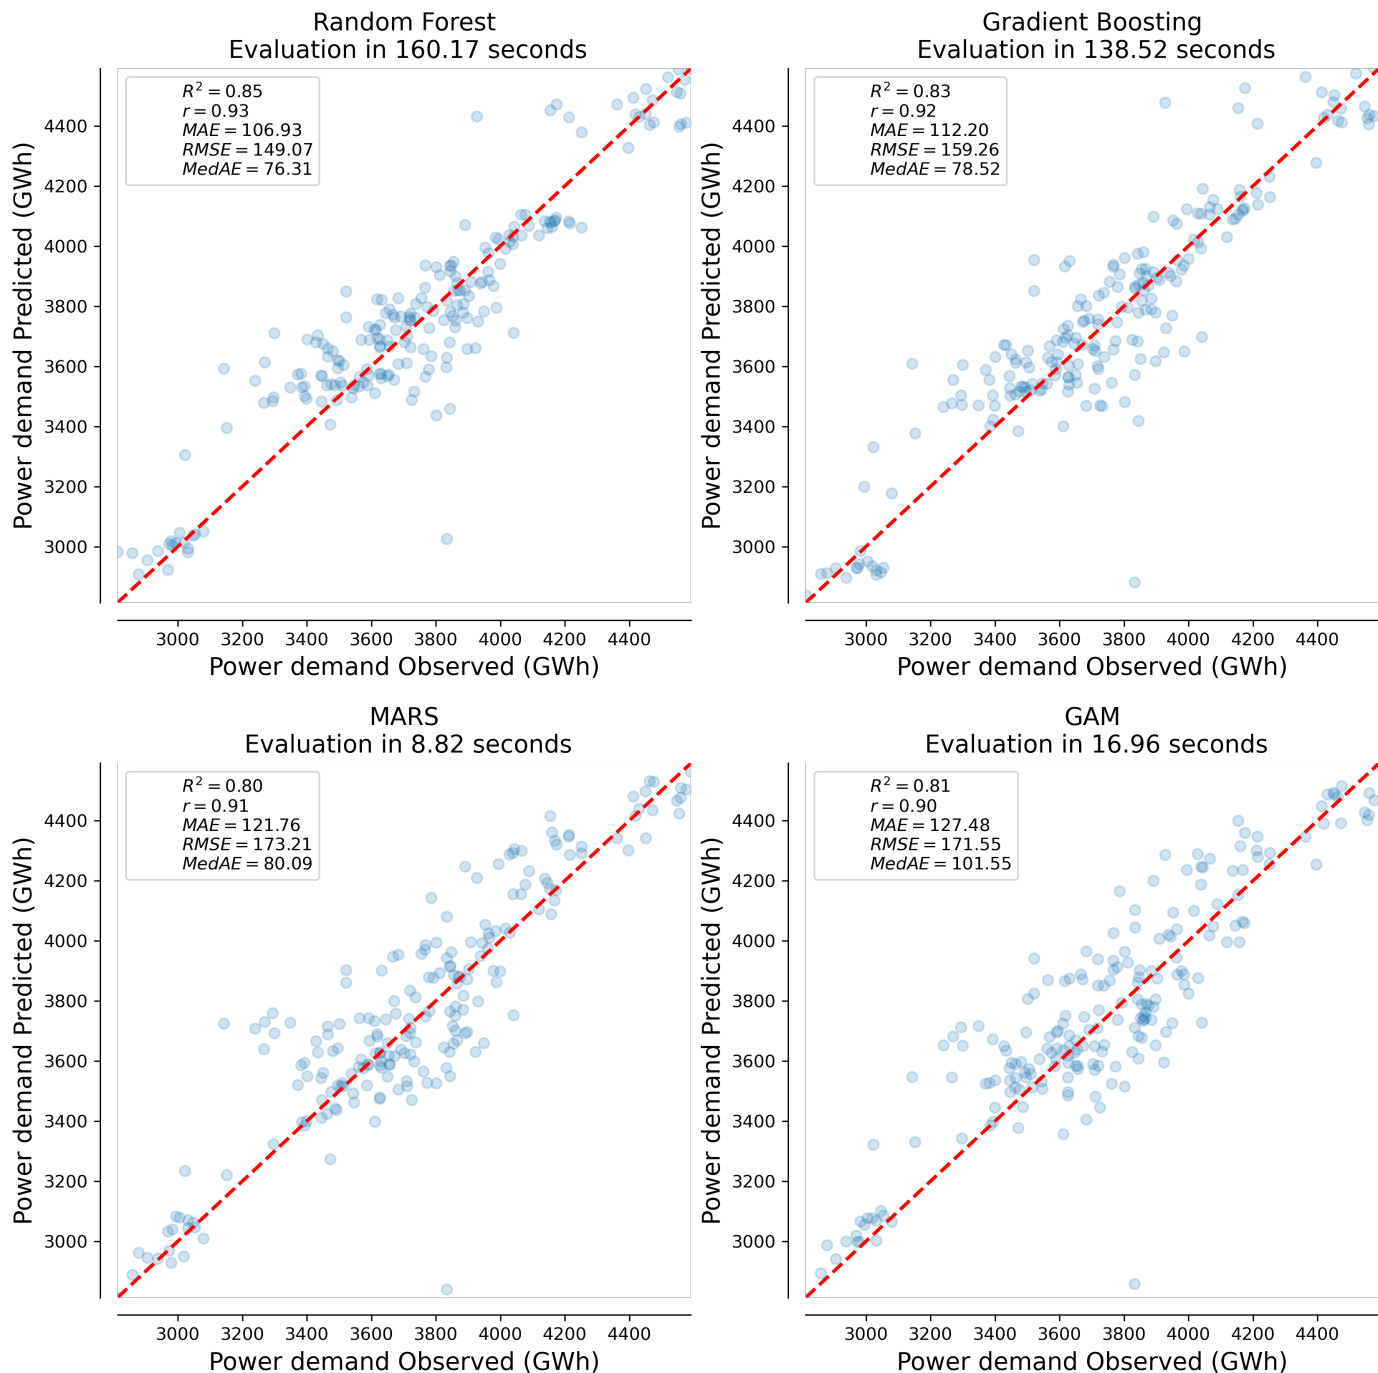 Random Forest
Evaluation in 160.17 seconds
R² = 0.85
r = 0.93
MAE = 106.93
RMSE = 149.07
MedAE = 76.31
Power demand Predicted (GWh)
4400
4200
4000
3800
3600
3400
3200
3000
3000 3200 3400 3600 3800 4000 4200 4400
Power demand Observed (GWh)
Gradient Boosting
Evaluation in 138.52 seconds
R² = 0.83
r = 0.92
MAE = 112.20
RMSE = 159.26
MedAE = 78.52
Power demand Predicted (GWh)
4400
4200
4000
3800
3600
3400
3200
3000
3000 3200 3400 3600 3800 4000 4200 4400
Power demand Observed (GWh)
MARS
Evaluation in 8.82 seconds
R² = 0.80
r = 0.91
MAE = 121.76
RMSE = 173.21
MedAE = 80.09
Power demand Predicted (GWh)
4400
4200
4000
3800
3600
3400
3200
3000
3000 3200 3400 3600 3800 4000 4200 4400
Power demand Observed (GWh)
GAM
Evaluation in 16.96 seconds
R² = 0.81
r = 0.90
MAE = 127.48
RMSE = 171.55
MedAE = 101.55
Power demand Predicted (GWh)
4400
4200
4000
3800
3600
3400
3200
3000
3000 3200 3400 3600 3800 4000 4200 4400
Power demand Observed (GWh)